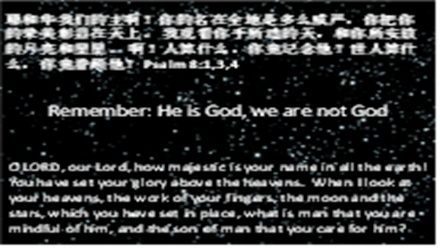 耶和华我们的主啊！你的名在全地是多么威严。你把你
的荣美彰显在天上。我观看你手所造的天，和你所安放
的月亮和星星，啊！人算什么，你竟记念他？世人算什
么，你竟眷顾他？Psalm 8:1,3,4
Remember: He is God, we are not God
O LORD, our Lord, how majestic is your name in all the earth!
You have set your glory above the heavens. When I look at
your heavens, the work of your fingers, the moon and the
stars, which you have set in place, what is man that you are
mindful of him, and the son of man that you care for him?